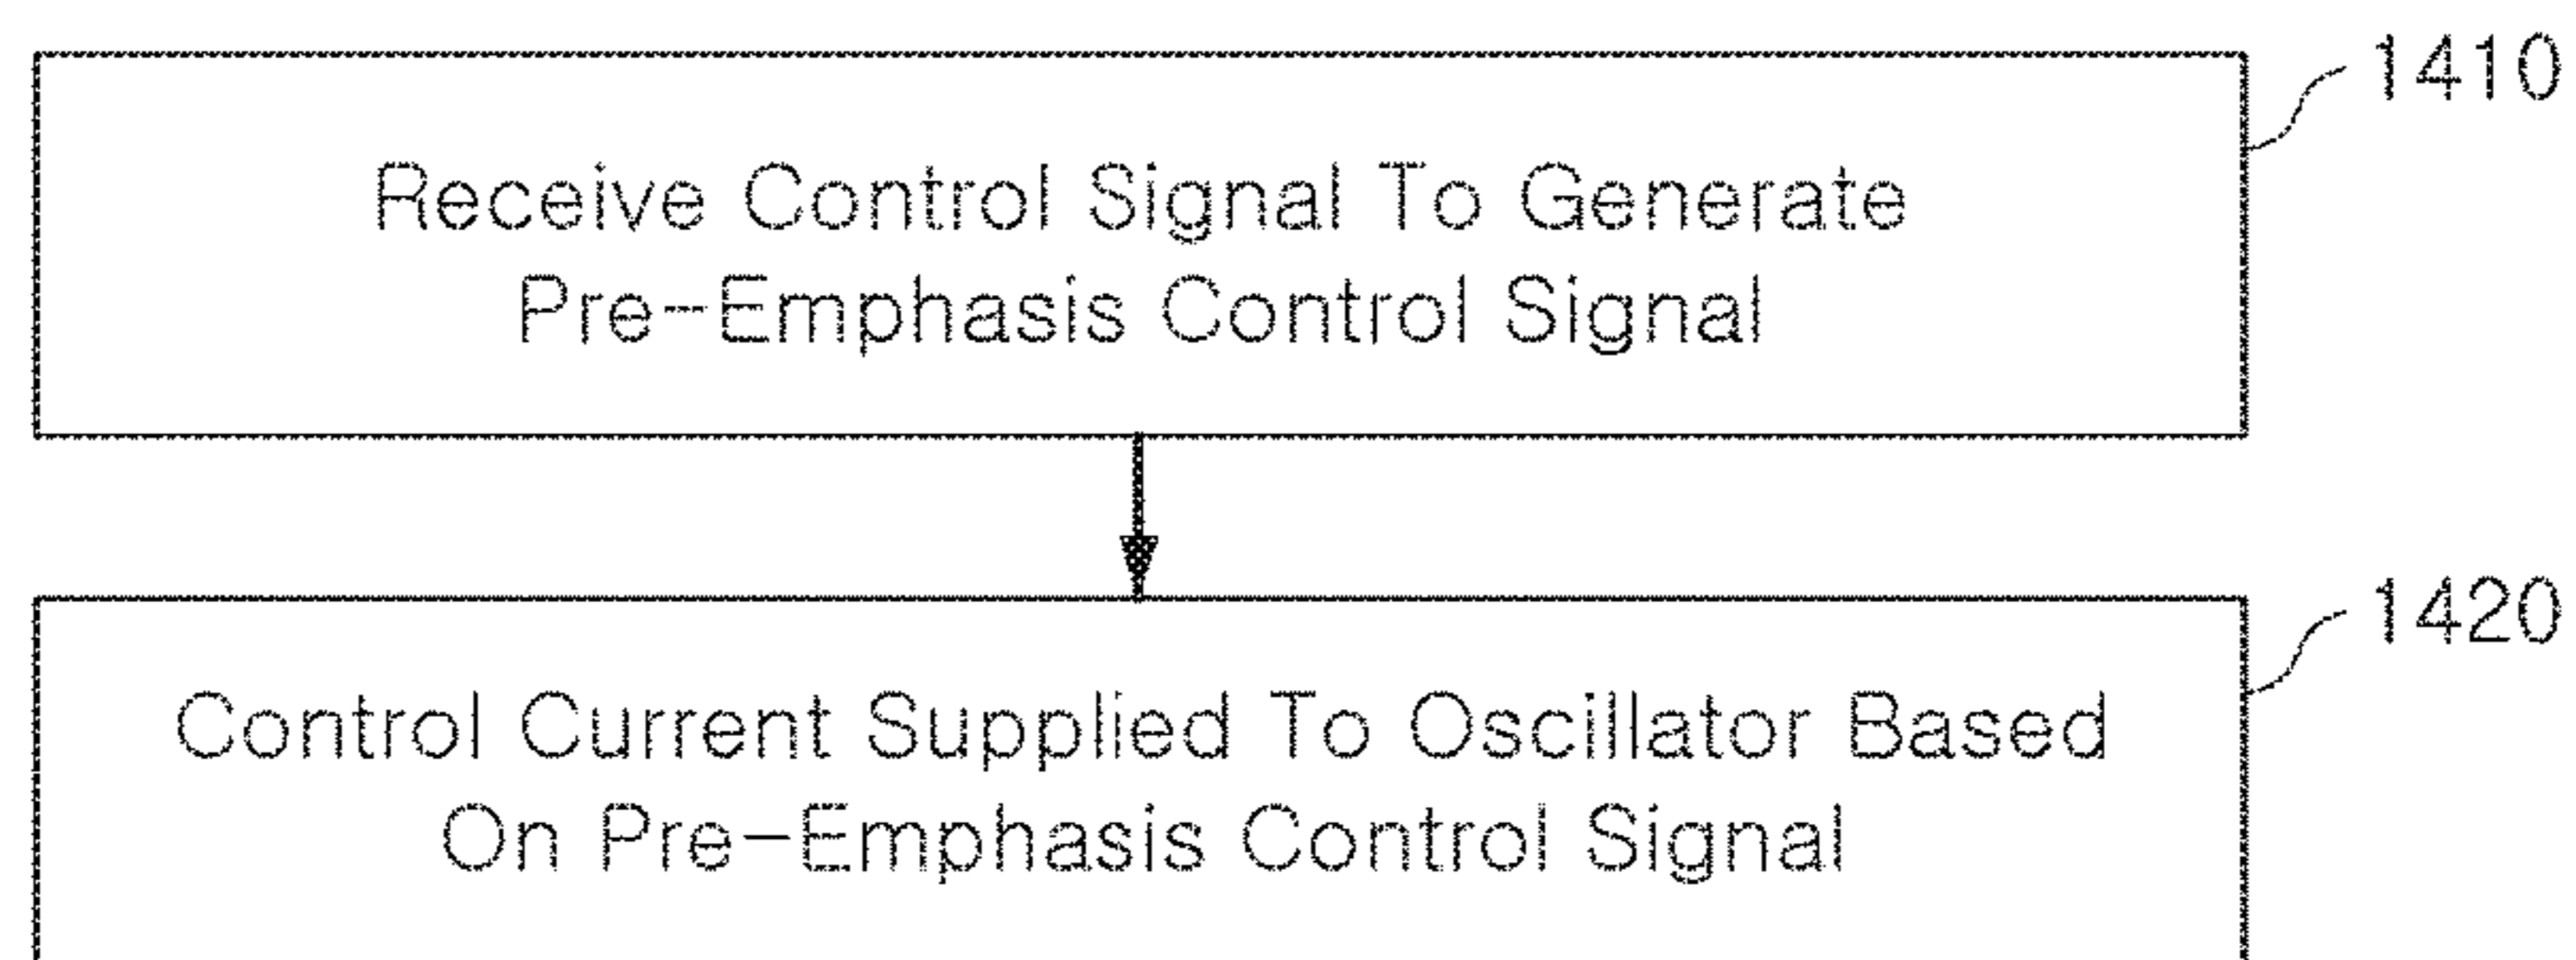 1410
Receive Control Signal To Generate
Pre-Emphasis Control Signal
1420
Control Current Supplied To Oscillator Based
On Pre-Emphasis Control Signal